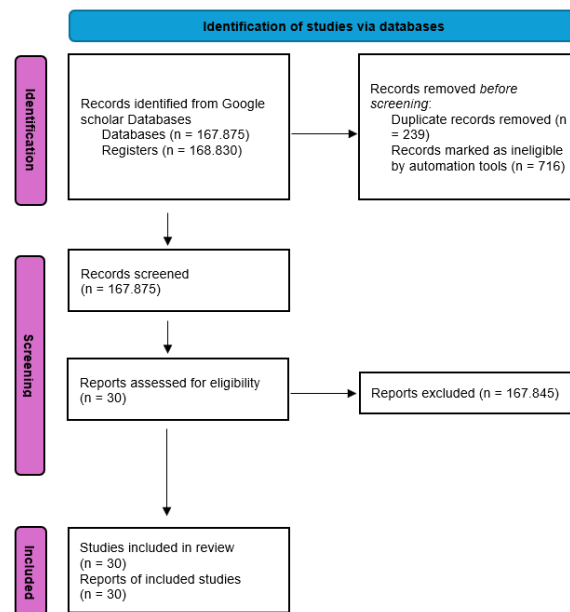 Identification of studies via databases
Identification
Records identified from Google
scholar Databases
Databases (n = 167.875)
Registers (n = 168.830)
Records removed before
screening:
Duplicate records removed (n
= 239)
Records marked as ineligible
by automation tools (n = 716)
Screening
Records screened
(n = 167.875)
Reports assessed for eligibility
(n = 30)
Reports excluded (n = 167.845)
Included
Studies included in review
(n = 30)
Reports of included studies
(n = 30)